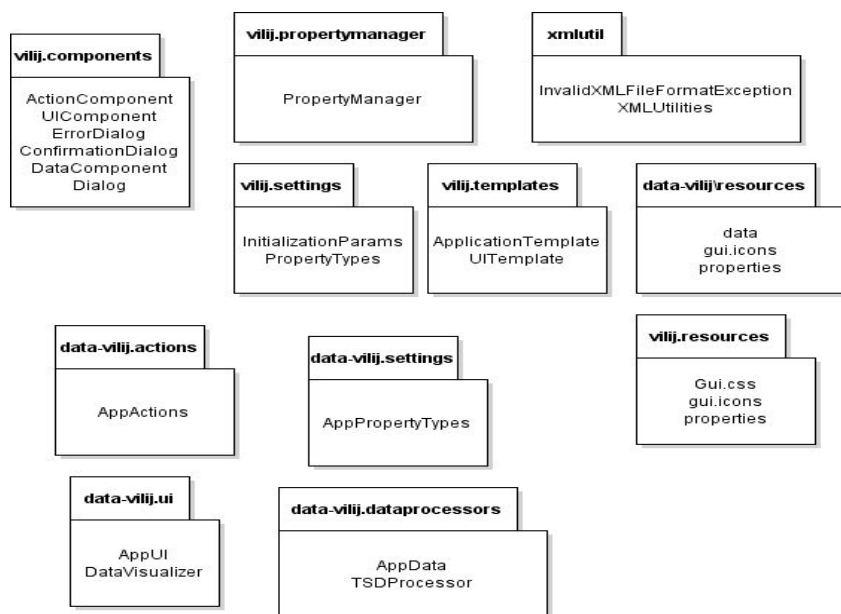 vilij.components
ActionComponent
UIComponent
ErrorDialog
ConfirmationDialog
DataComponent
Dialog
vilij.propertymanager
PropertyManager
xmlutil
InvalidXMLFileFormatException
XMLUtilities
vilij.settings
InitializationParams
PropertyTypes
vilij.templates
ApplicationTemplate
UITemplate
data-vilij\resources
data
gui.icons
properties
data-vilij.actions
AppActions
data-vilij.settings
AppPropertyTypes
vilij.resources
Gui.css
gui.icons
properties
data-vilij.ui
AppUI
DataVisualizer
data-vilij.dataprocessors
AppData
TSDProcessor